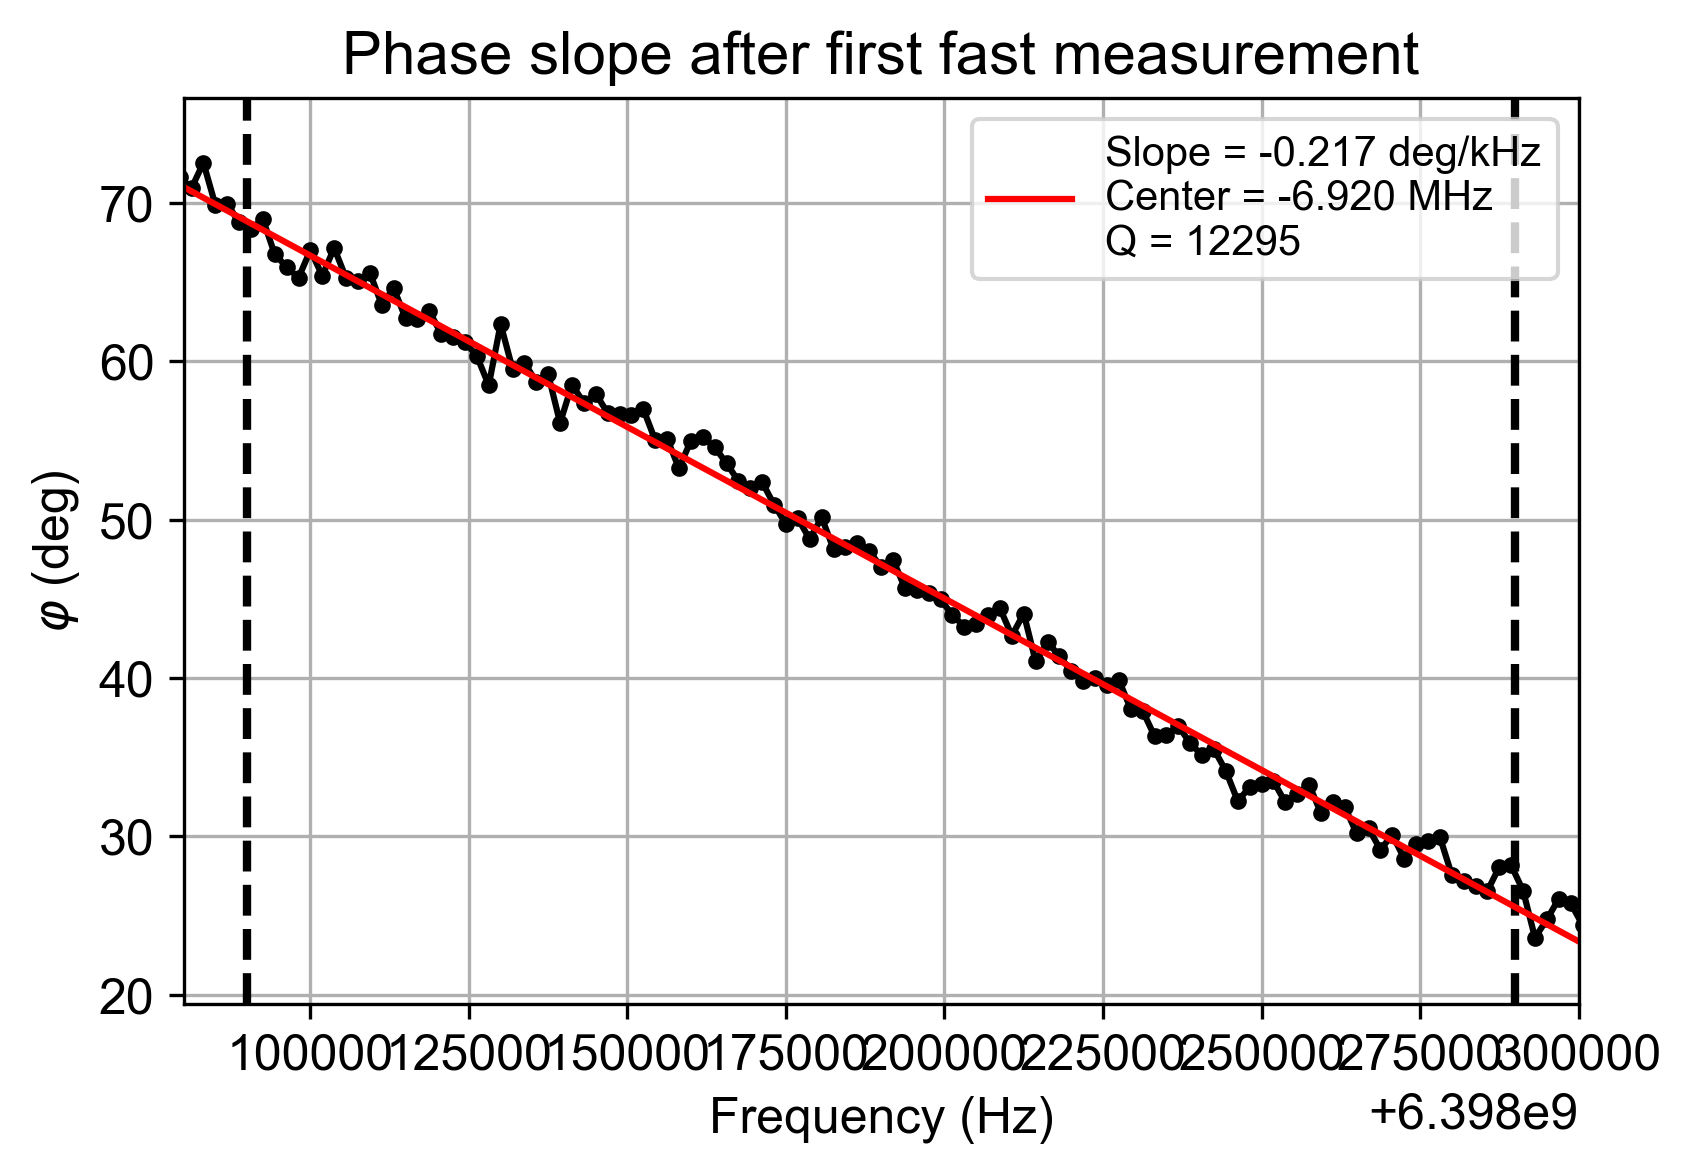 Phase slope after first fast measurement
Slope = -0.217 deg/kHz
Center = -6.920 MHz
Q = 12295
φ (deg)
70
60
50
40
30
20
100000 125000 150000 175000 200000 225000 250000 275000 300000
Frequency (Hz)
+6.398e9